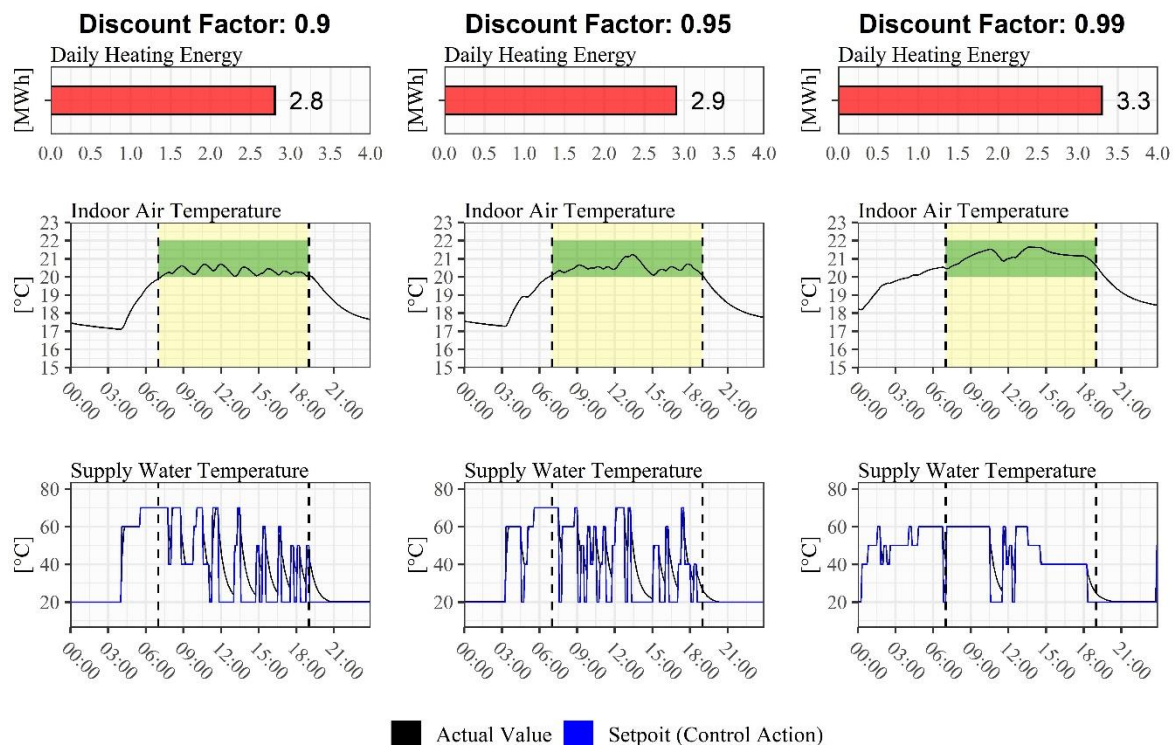 Discount Factor: 0.9
Discount Factor: 0.95
Discount Factor: 0.99
Daily Heating Energy
Daily Heating Energy
Daily Heating Energy
[MWh]
2.8
[MWh]
2.9
[MWh]
3.3
0.0 0.5 1.0 1.5 2.0 2.5 3.0 3.5 4.0
0.0 0.5 1.0 1.5 2.0 2.5 3.0 3.5 4.0
0.0 0.5 1.0 1.5 2.0 2.5 3.0 3.5 4.0
Indoor Air Temperature
Indoor Air Temperature
Indoor Air Temperature
[°C]
23
22
21
20
19
18
17
16
15
[°C]
23
22
21
20
19
18
17
16
15
[°C]
23
22
21
20
19
18
17
16
15
00:00 03:00 06:00 09:00 12:00 15:00 18:00 21:00
00:00 03:00 06:00 09:00 12:00 15:00 18:00 21:00
00:00 03:00 06:00 09:00 12:00 15:00 18:00 21:00
Supply Water Temperature
Supply Water Temperature
Supply Water Temperature
[°C]
80
60
40
20
[°C]
80
60
40
20
[°C]
80
60
40
20
00:00 03:00 06:00 09:00 12:00 15:00 18:00 21:00
00:00 03:00 06:00 09:00 12:00 15:00 18:00 21:00
00:00 03:00 06:00 09:00 12:00 15:00 18:00 21:00
Actual Value
Setpoit (Control Action)